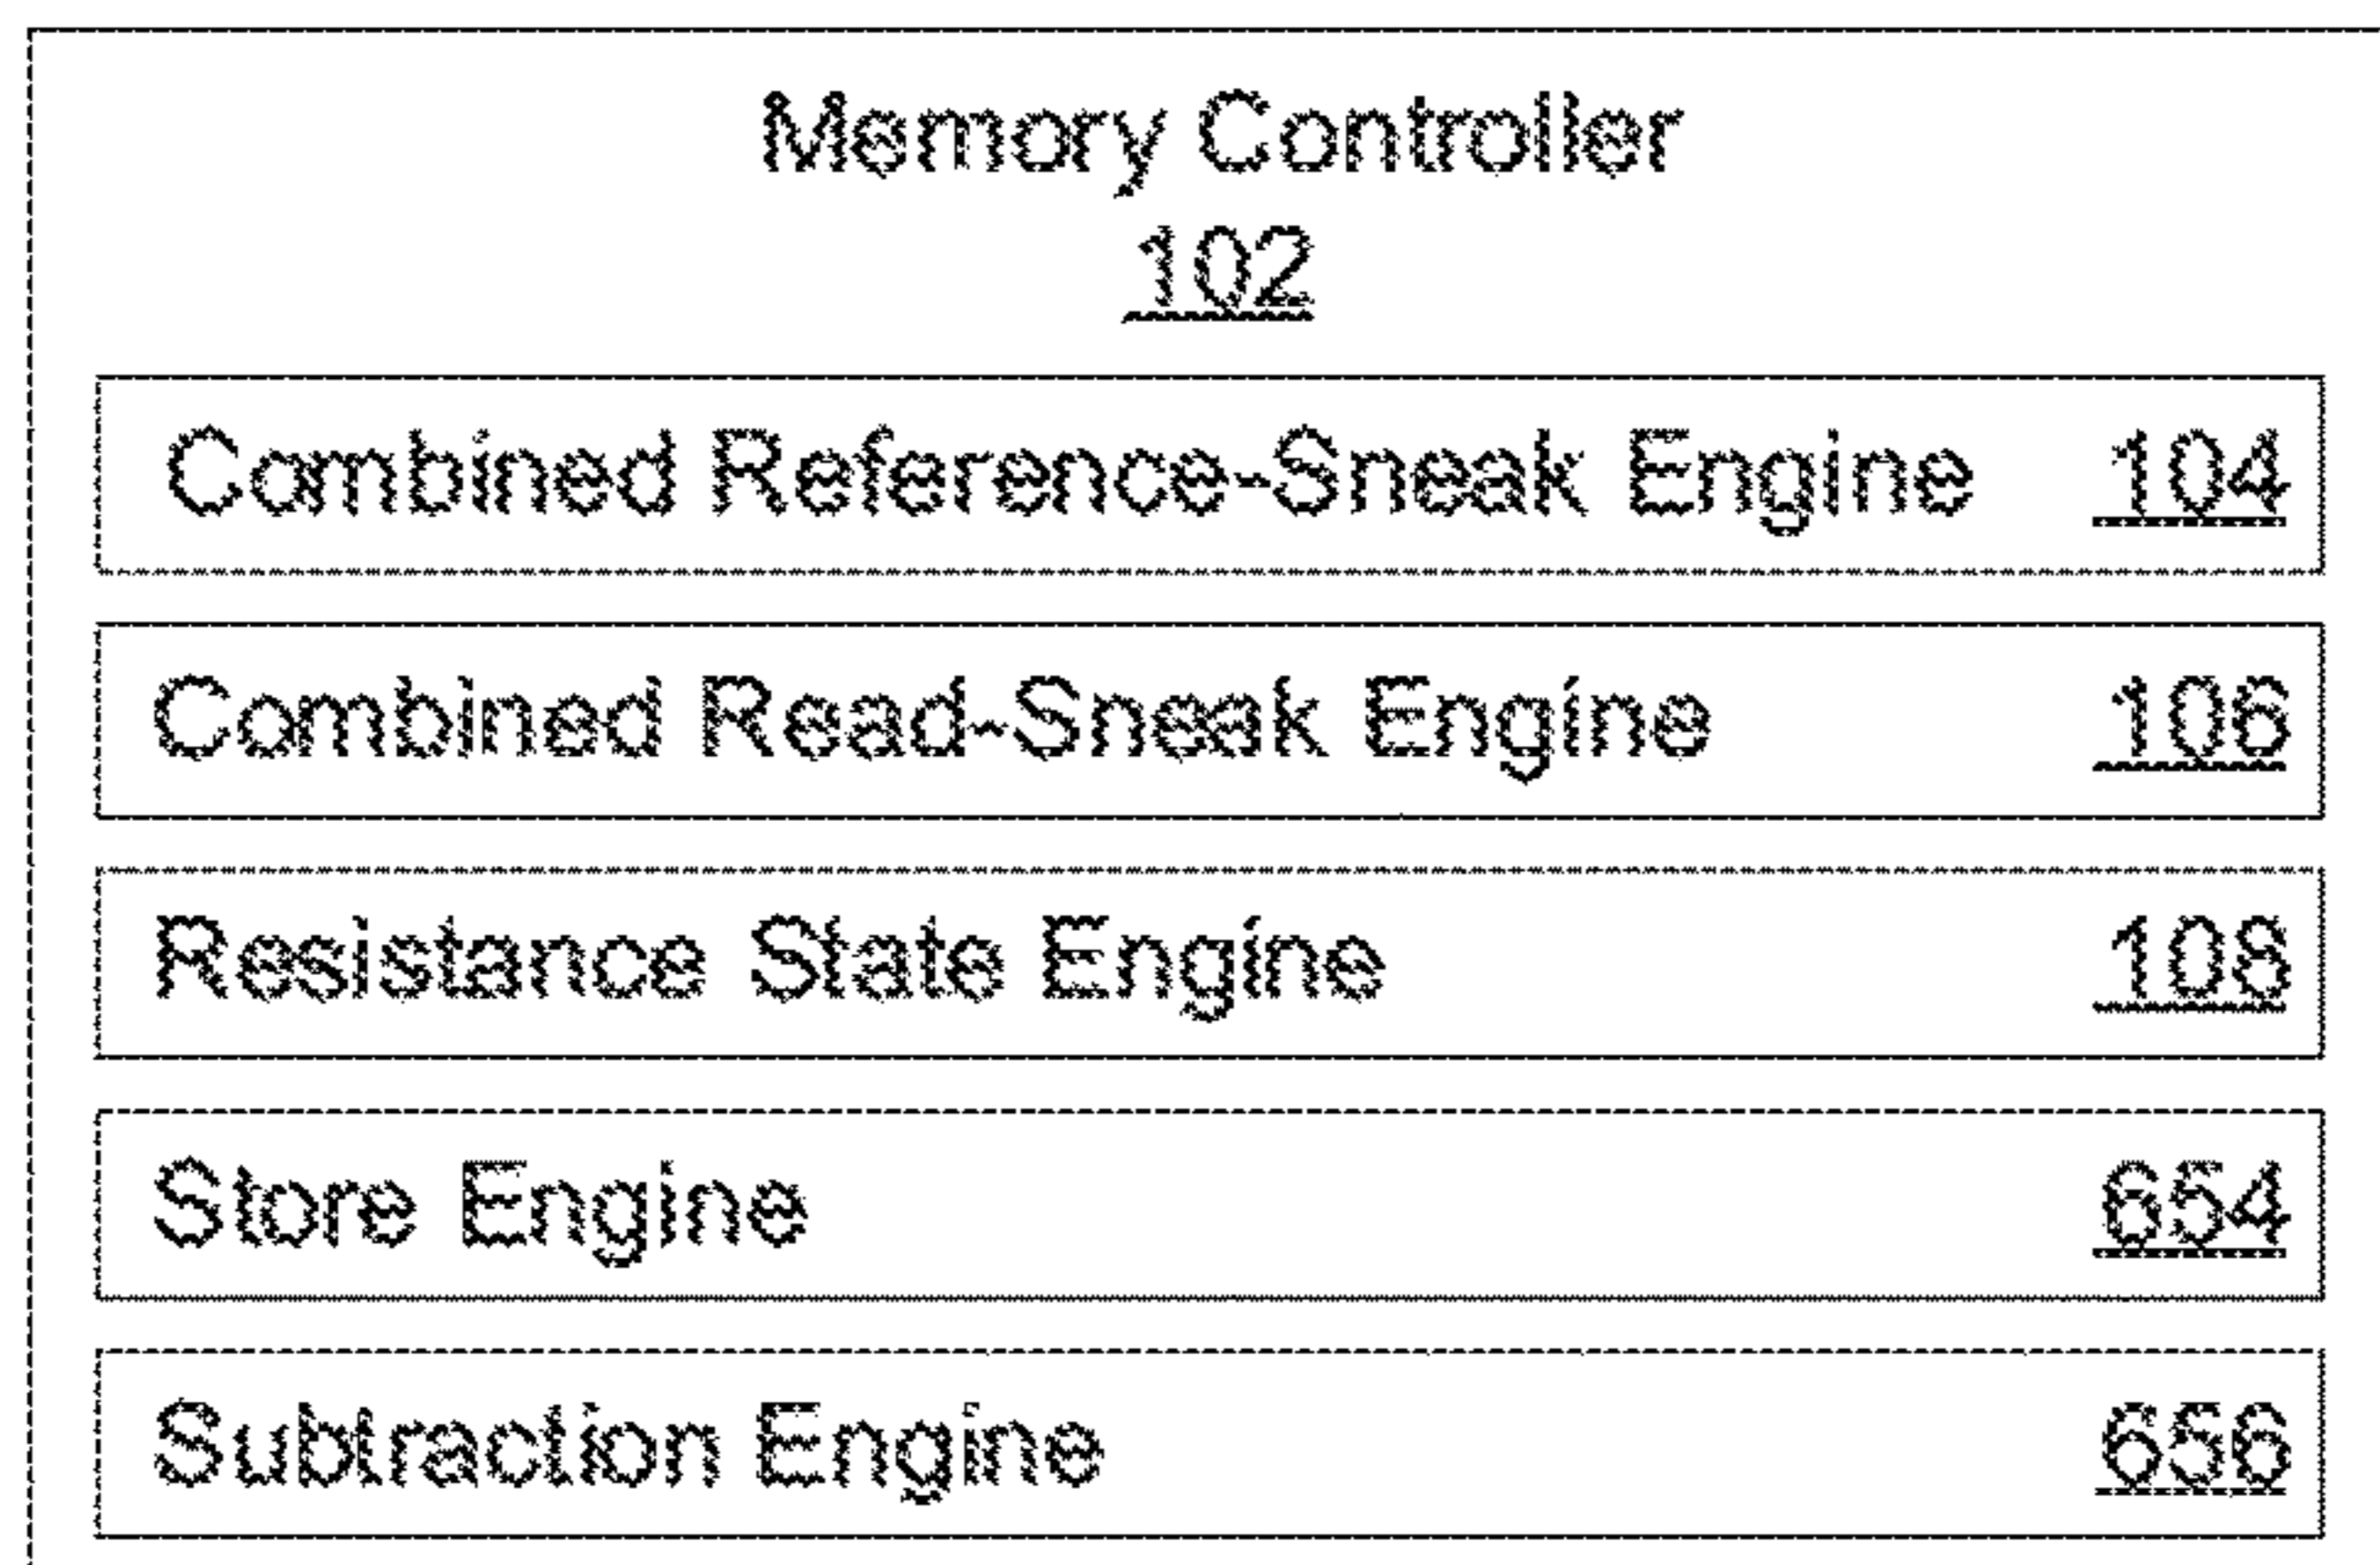 Memory Controller
102
Combined Reference-Sneak Engine 104
Combined Read-Sneak Engine 106
Resistance State Engine 108
Store Engine 654
Subtraction Engine 656